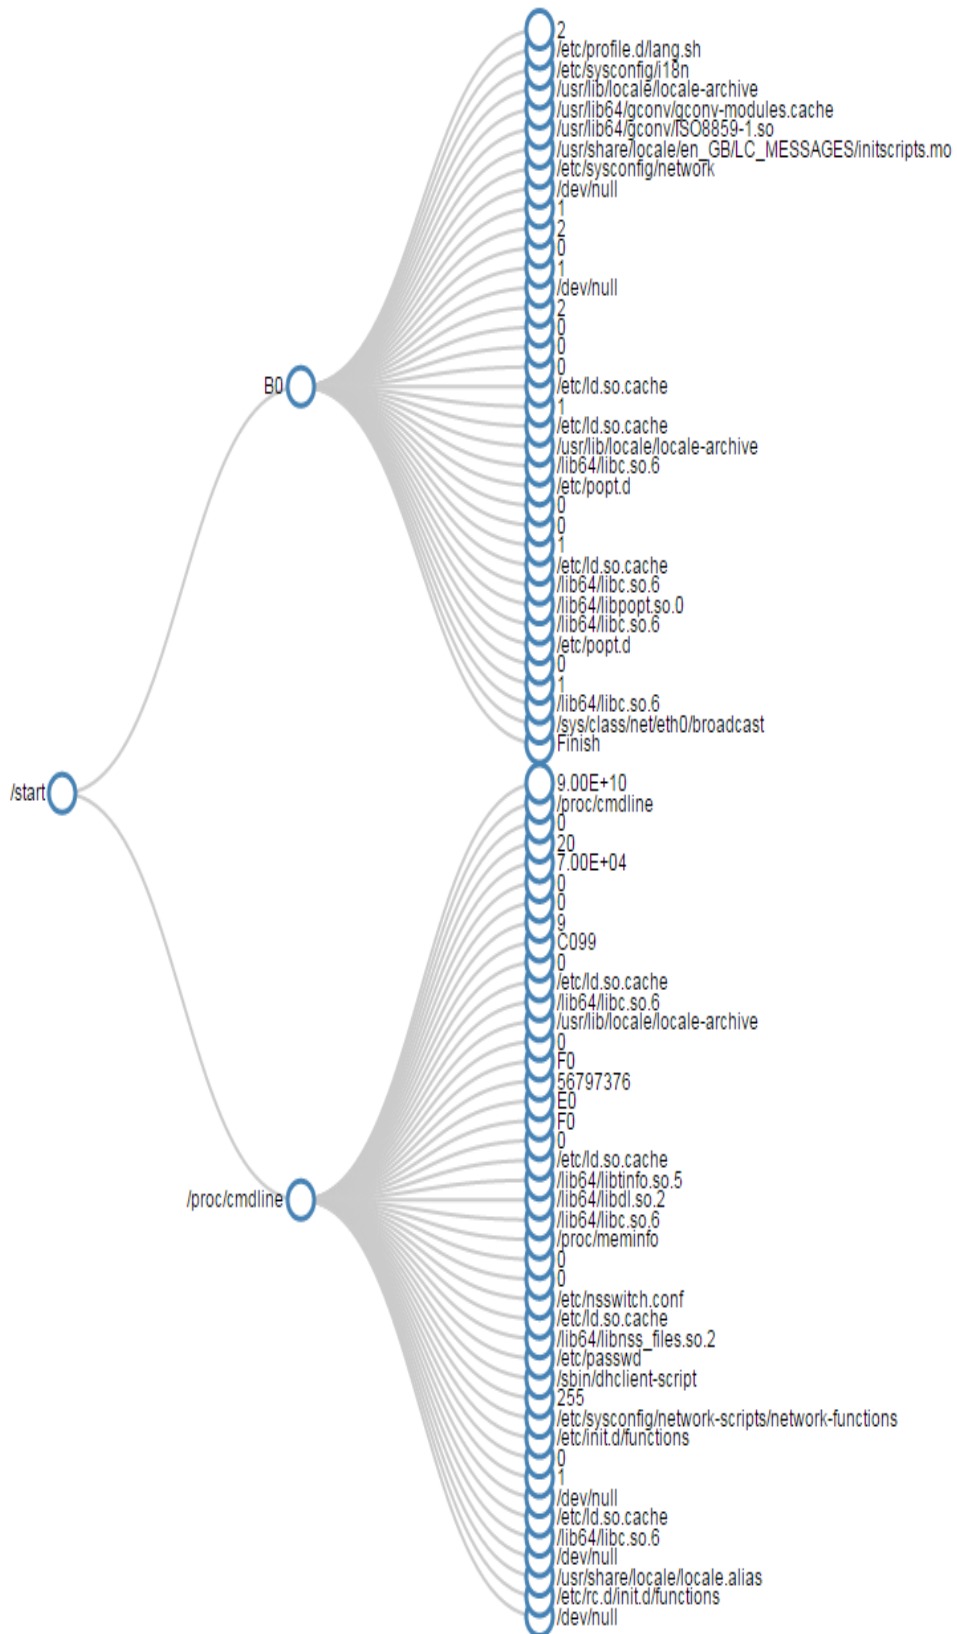 2
/etc/profile.d/lang.sh
/etc/sysconfig/i18n
/usr/lib/locale/locale-archive
/usr/lib64/gconv/gconv-modules.cache
/usr/lib64/gconv/ISO8859-1.so
/usr/share/locale/en_GB/LC_MESSAGES/initscripts.mo
/etc/sysconfig/network
/dev/null
1
2
0
1
/dev/null
2
0
0
0
B0
/etc/ld.so.cache
1
/etc/ld.so.cache
/usr/lib/locale/locale-archive
/lib64/libc.so.6
/etc/popt.d
0
0
1
/etc/ld.so.cache
/lib64/libc.so.6
/lib64/libpopt.so.0
/lib64/libc.so.6
/etc/popt.d
0
1
/lib64/libc.so.6
/sys/class/net/eth0/broadcast
Finish
/start
9.00E+10
/proc/cmdline
0
20
7.00E+04
0
0
9
C099
0
/etc/ld.so.cache
/lib64/libc.so.6
/usr/lib/locale/locale-archive
0
F0
56797376
E0
F0
0
/etc/ld.so.cache
/lib64/libtinfo.so.5
/proc/cmdline
/lib64/libdl.so.2
/lib64/libc.so.6
/proc/meminfo
0
0
/etc/nsswitch.conf
/etc/ld.so.cache
/lib64/libnss_files.so.2
/etc/passwd
/sbin/dhclient-script
255
/etc/sysconfig/network-scripts/network-functions
/etc/init.d/functions
0
1
/dev/null
/etc/ld.so.cache
/lib64/libc.so.6
/dev/null
/usr/share/locale/locale.alias
/etc/rc.d/init.d/functions
/dev/null